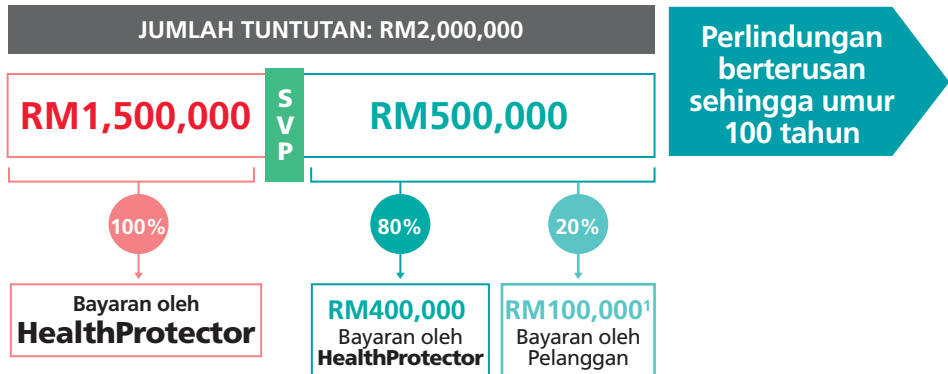 JUMLAH TUNTUTAN: RM2,000,000
Perlindungan
berterusan
sehingga umur
100 tahun
RM1,500,000
S
V
P
RM500,000
100%
80%
20%
Bayaran oleh
HealthProtector
RM400,000
Bayaran oleh
HealthProtector
RM100,000¹
Bayaran oleh
Pelanggan